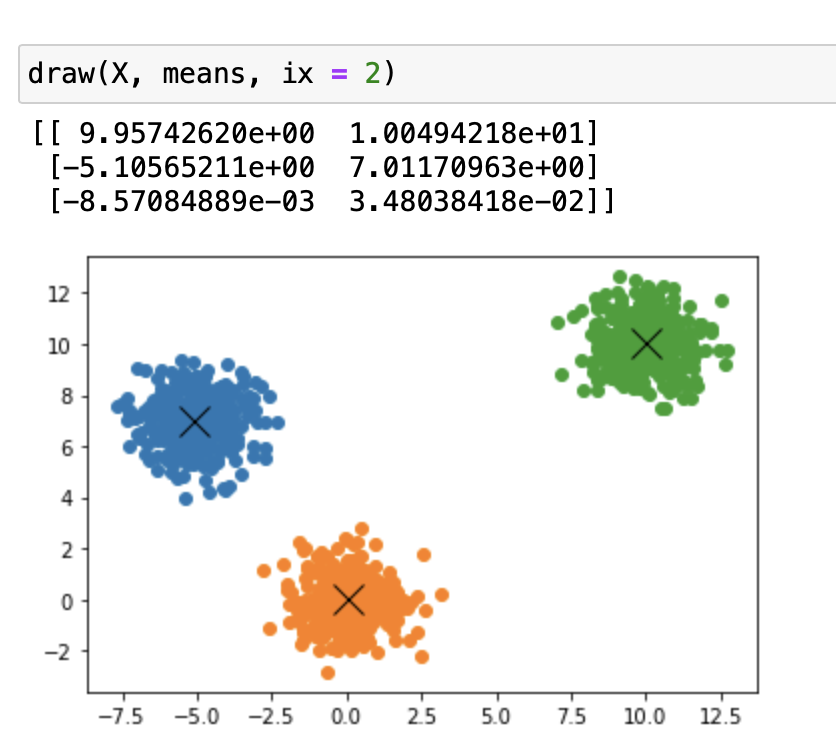 draw(X, means, ix = 2)
[[ 9.95742620e+00  1.00494218e+01]
 [-5.10565211e+00  7.01170963e+00]
 [-8.57084889e-03  3.48038418e-02]]
12
10
8
6
4
2
0
−2
−7.5 −5.0 −2.5 0.0 2.5 5.0 7.5 10.0 12.5